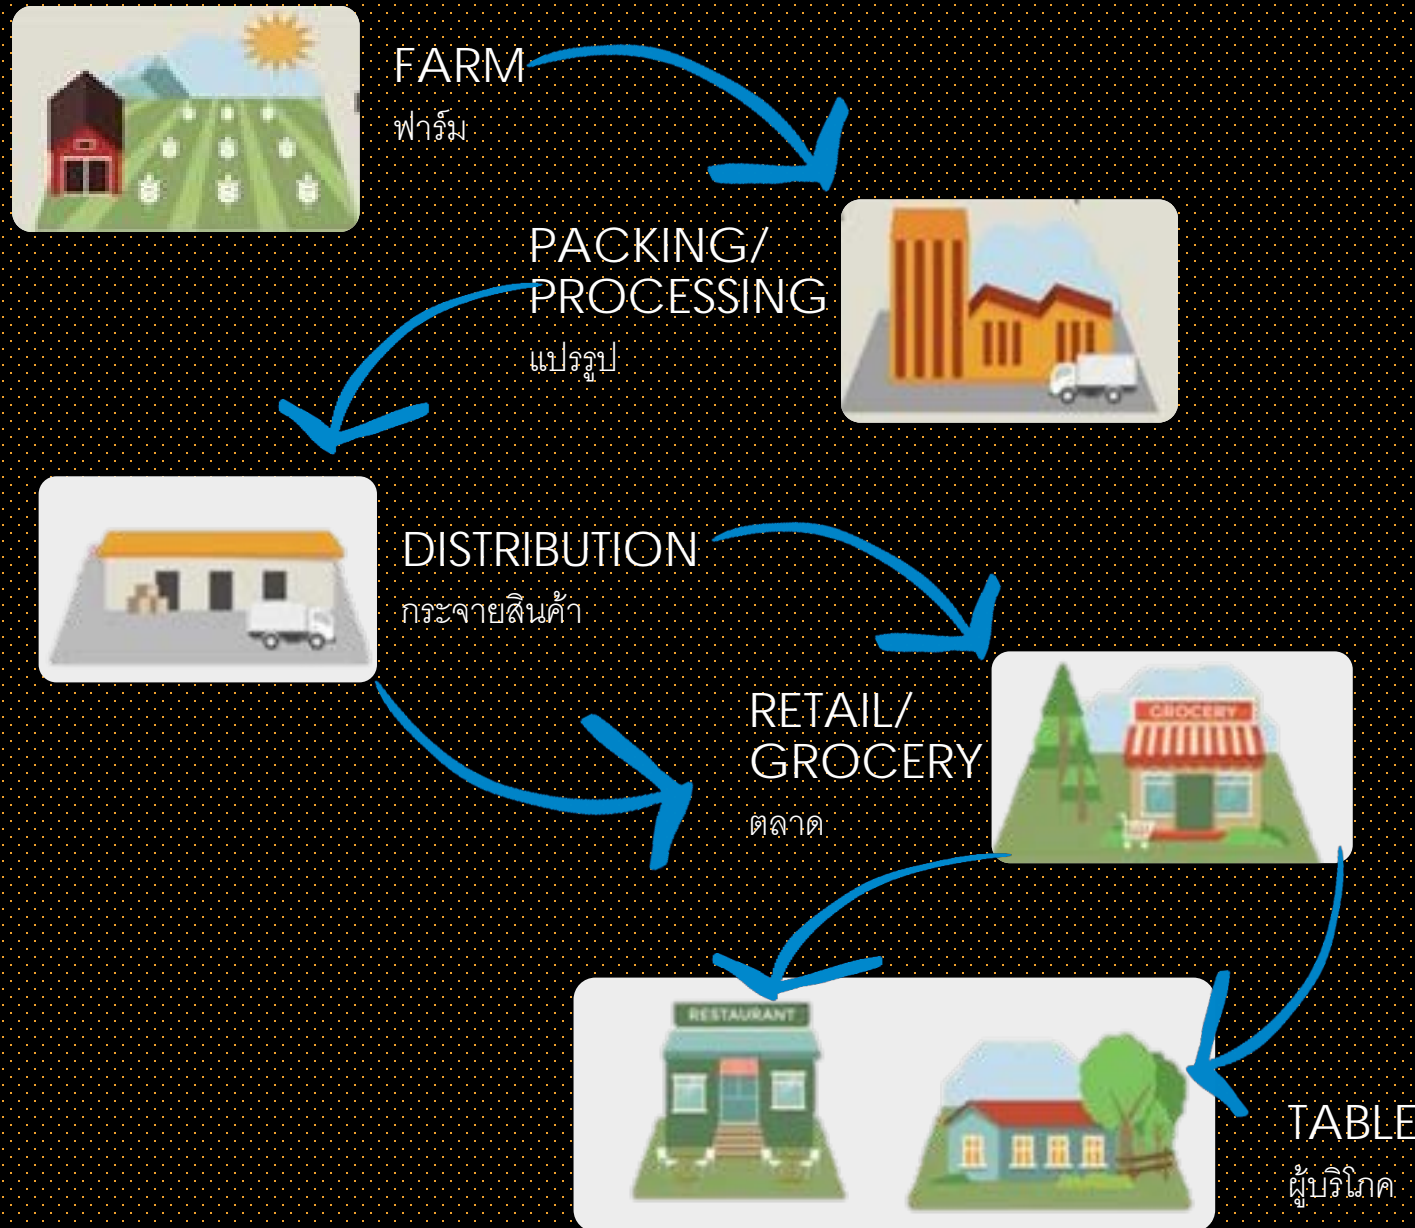 FARM
ฟาร์ม
PACKING/
PROCESSING
แปรรูป
DISTRIBUTION
กระจายสินค้า
RETAIL/
GROCERY
ตลาด
GROCERY
RESTAURANT
TABLE
ผู้บริโภค